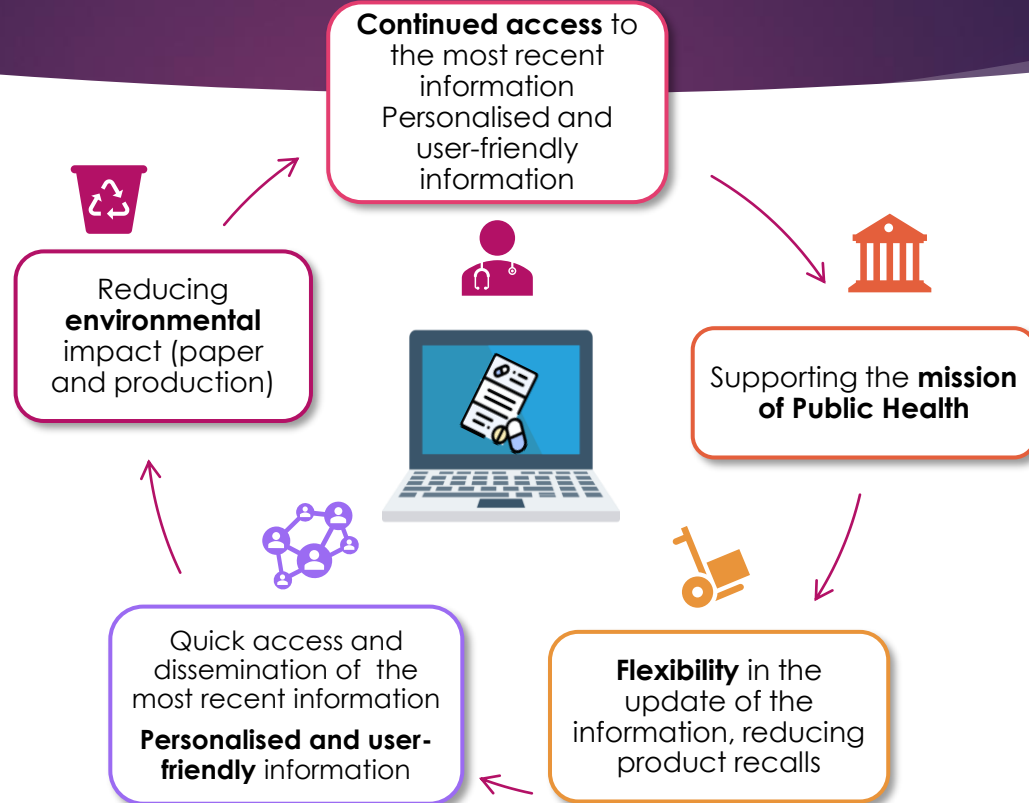 Continued access to
the most recent
information
Personalised and
user-friendly
information
Reducing
environmental
impact (paper
and production)
Supporting the mission
of Public Health
Quick access and
dissemination of the
most recent information
Personalised and user-
friendly information
Flexibility in the
update of the
information, reducing
product recalls